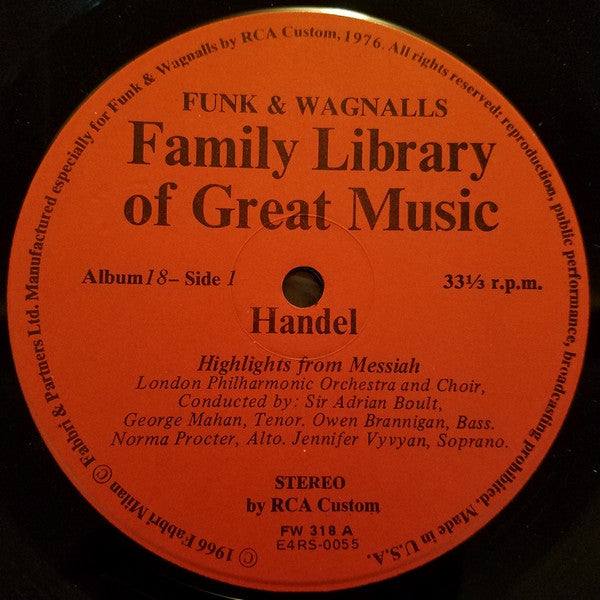 © 1966 Fabbri Milan © Fabbri & Partners Ltd. Manufactured especially for Funk & Wagnalls by RCA Custom, 1976. All rights reserved: reproduction, public performance, broadcasting prohibited. Made in U.S.A.
FUNK & WAGNALLS
Family Library
of Great Music
Album 18 – Side 1
33⅓ r.p.m.
Handel
Highlights from Messiah
London Philharmonic Orchestra and Choir,
Conducted by: Sir Adrian Boult,
George Mahan, Tenor. Owen Brannigan, Bass.
Norma Procter, Alto. Jennifer Vyvyan, Soprano.
STEREO
by RCA Custom
FW 318 A
E4RS-0055